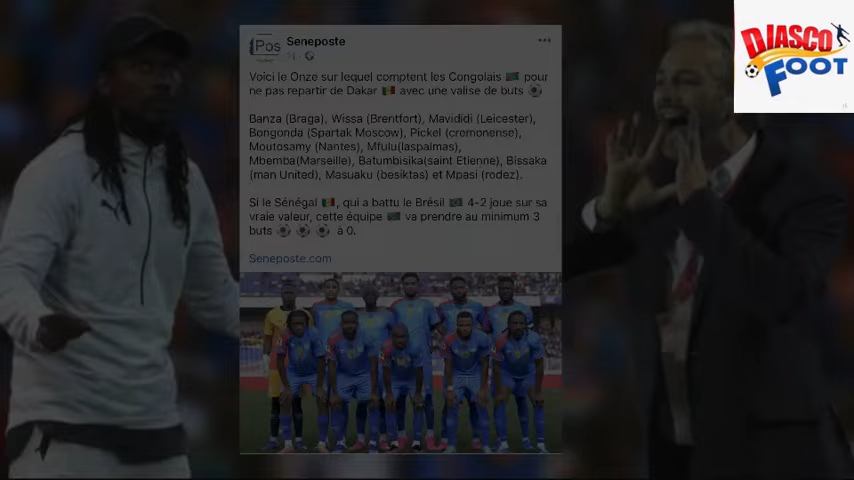 DJASCO
FOOT
Pos
Seneposte
Voici le Onze sur lequel comptent les Congolais 🇨🇩 pour
ne pas repartir de Dakar 🇸🇳 avec une valise de buts ⚽
Banza (Braga), Wissa (Brentfort), Mavididi (Leicester),
Bongonda (Spartak Moscow), Pickel (cremonense),
Moutosamy (Nantes), Mfulu(laspalmas),
Mbemba(Marseille), Batumbisika(saint Etienne), Bissaka
(man United), Masuaku (besiktas) et Mpasi (rodez).
Si le Sénégal 🇸🇳, qui a battu le Brésil 4-2 joue sur sa
vraie valeur, cette équipe va prendre au minimum 3
buts ⚽ ⚽ ⚽ à 0.
Seneposte.com